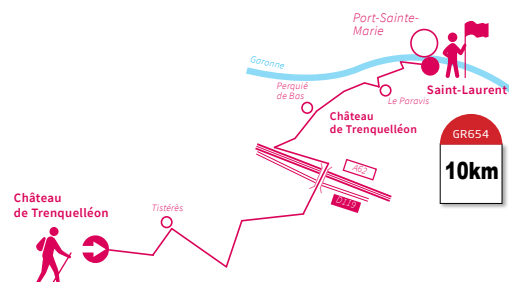 Port-Sainte-
Marie
Garonne
Perquié
de Bas
Le Paravis
Saint-Laurent
Château
de Trenquelléon
GR654
10km
A62
D119
Château
de Trenquelléon
Tistérès